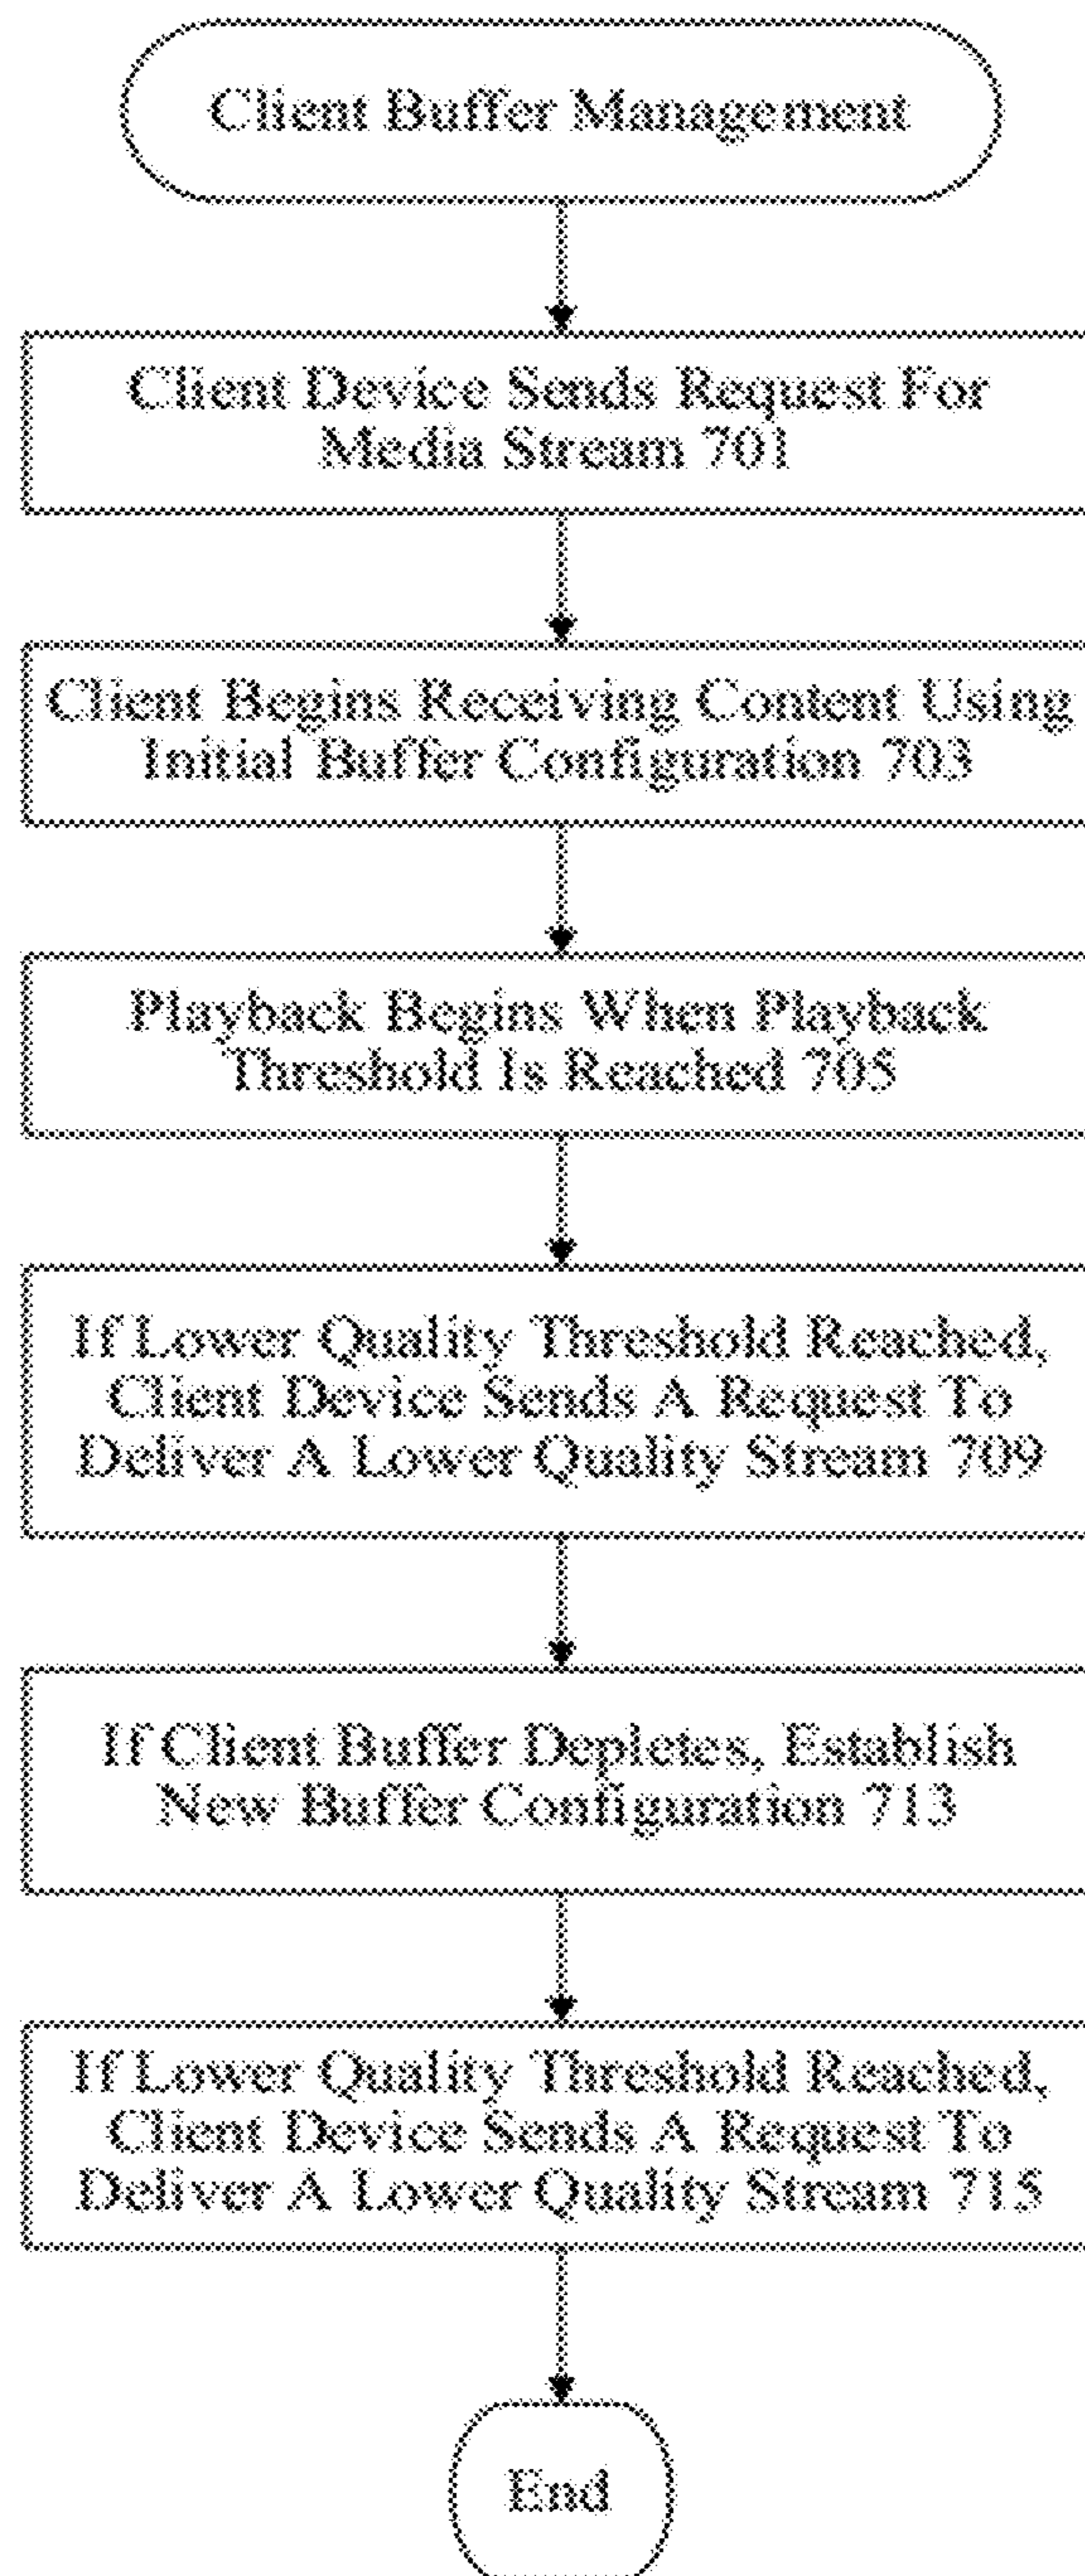 Client Buffer Management
Client Device Sends Request For
Media Stream 701
Client Begins Receiving Content Using
Initial Buffer Configuration 703
Playback Begins When Playback
Threshold Is Reached 705
If Lower Quality Threshold Reached,
Client Device Sends A Request To
Deliver A Lower Quality Stream 709
If Client Buffer Depletes, Establish
New Buffer Configuration 713
If Lower Quality Threshold Reached,
Client Device Sends A Request To
Deliver A Lower Quality Stream 715
End